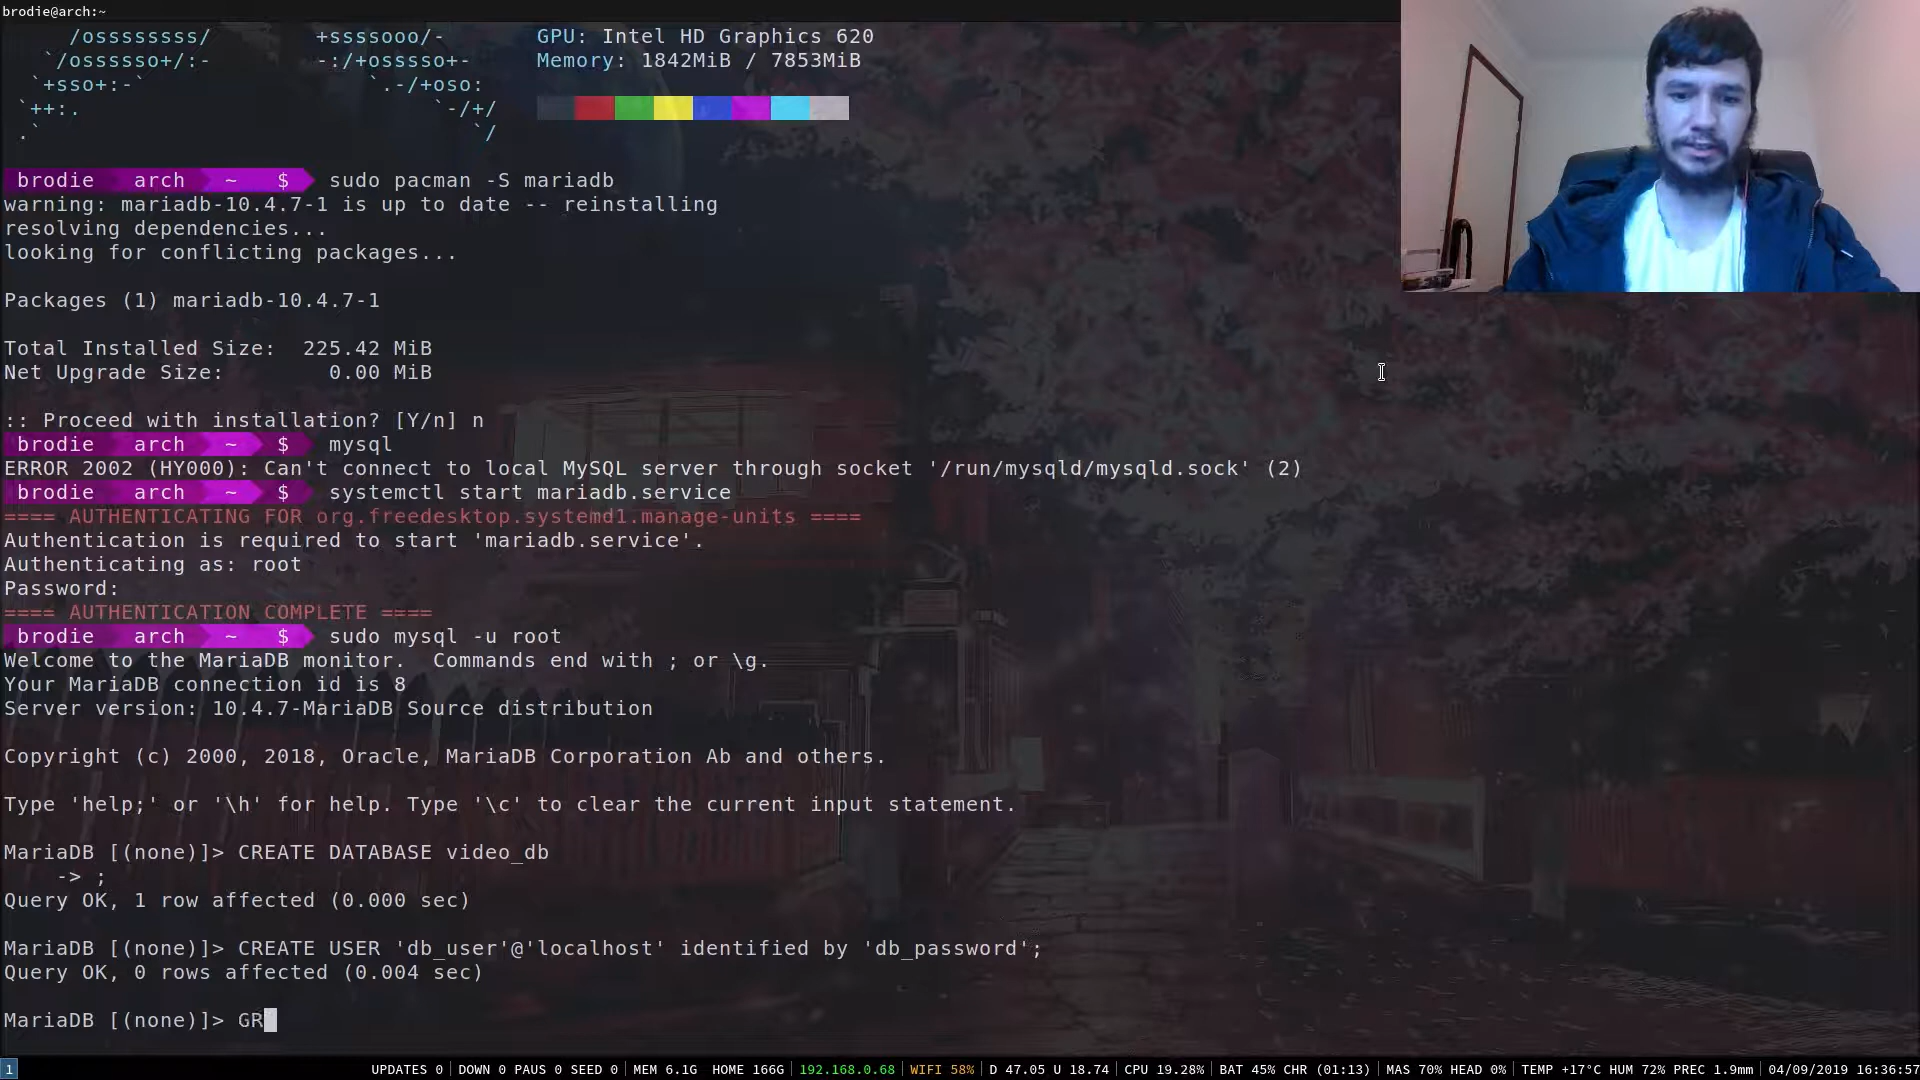 brodie@arch:~
/ossssssss/ +ssssooo/- GPU: Intel HD Graphics 620
`/ossssso+/:- -:/+osssso+- Memory: 1842MiB / 7853MiB
`+sso+:-` `.-/+oso:
`++:. `-/+/
.` `/
brodie arch ~ $ sudo pacman -S mariadb
warning: mariadb-10.4.7-1 is up to date -- reinstalling
resolving dependencies...
looking for conflicting packages...
Packages (1) mariadb-10.4.7-1
Total Installed Size: 225.42 MiB
Net Upgrade Size: 0.00 MiB
:: Proceed with installation? [Y/n] n
brodie arch ~ $ mysql
ERROR 2002 (HY000): Can't connect to local MySQL server through socket '/run/mysqld/mysqld.sock' (2)
brodie arch ~ $ systemctl start mariadb.service
==== AUTHENTICATING FOR org.freedesktop.systemd1.manage-units ====
Authentication is required to start 'mariadb.service'.
Authenticating as: root
Password:
==== AUTHENTICATION COMPLETE ====
brodie arch ~ $ sudo mysql -u root
Welcome to the MariaDB monitor. Commands end with ; or \g.
Your MariaDB connection id is 8
Server version: 10.4.7-MariaDB Source distribution
Copyright (c) 2000, 2018, Oracle, MariaDB Corporation Ab and others.
Type 'help;' or '\h' for help. Type '\c' to clear the current input statement.
MariaDB [(none)]> CREATE DATABASE video_db
-> ;
Query OK, 1 row affected (0.000 sec)
MariaDB [(none)]> CREATE USER 'db_user'@'localhost' identified by 'db_password';
Query OK, 0 rows affected (0.004 sec)
MariaDB [(none)]> GR
1 UPDATES 0 DOWN 0 PAUS 0 SEED 0 MEM 6.1G HOME 166G 192.168.0.68 WIFI 58% D 47.05 U 18.74 CPU 19.28% BAT 45% CHR (01:13) MAS 70% HEAD 0% TEMP +17°C HUM 72% PREC 1.9mm 04/09/2019 16:36:57